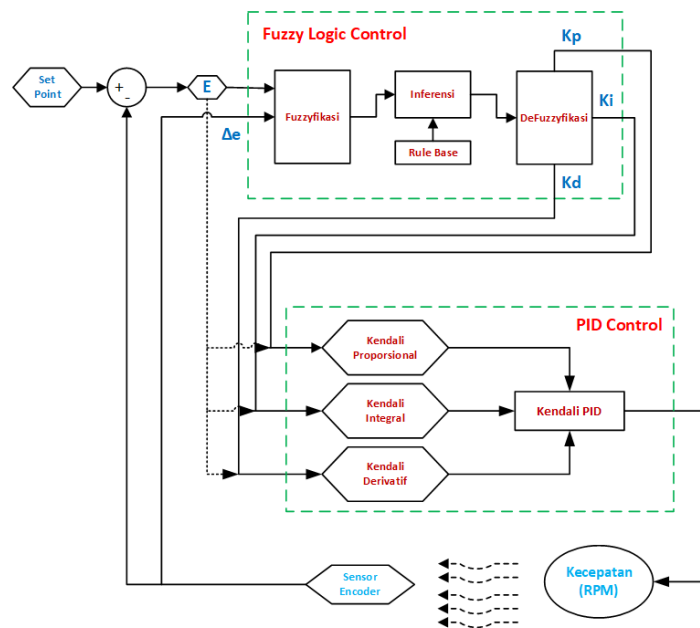 Fuzzy Logic Control
Kp
Set
Point
+
-
E
Δe
Fuzzyfikasi
Inferensi
Rule Base
DeFuzzyfikasi
Ki
Kd
PID Control
Kendali
Proporsional
Kendali
Integral
Kendali
Derivatif
Kendali PID
Sensor
Encoder
Kecepatan
(RPM)